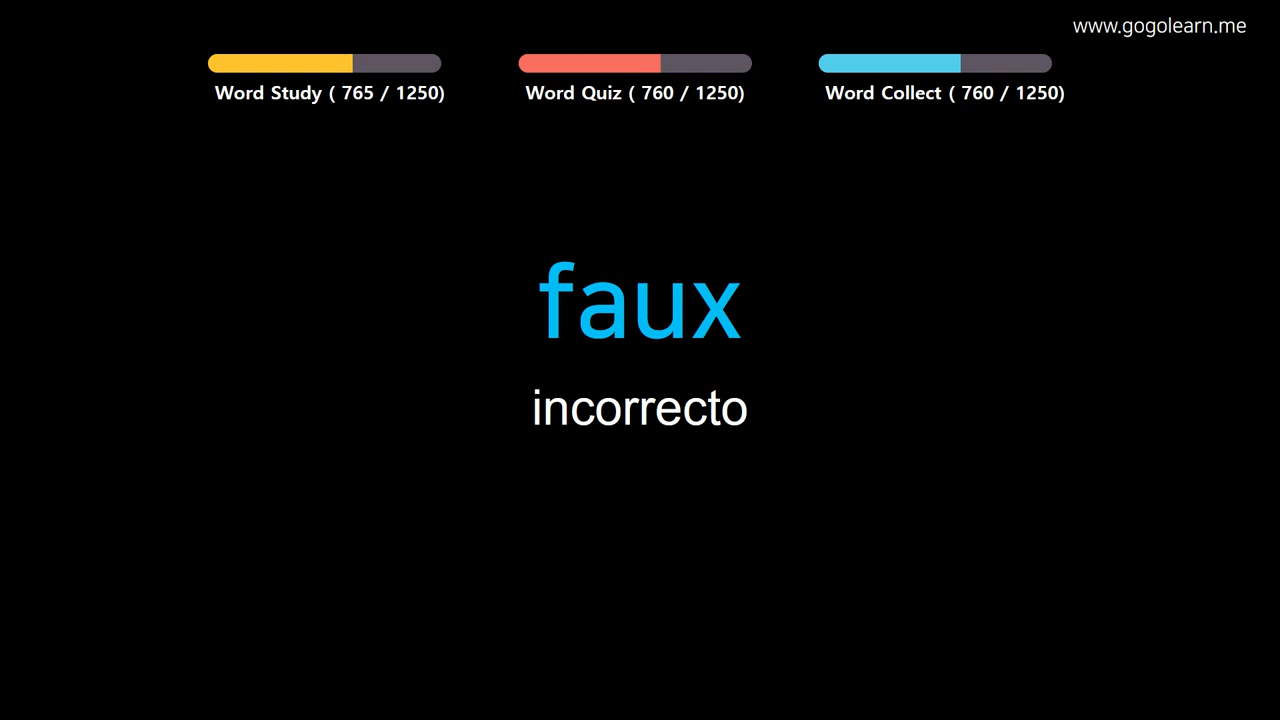 www.gogolearn.me
Word Study ( 765 / 1250)
Word Quiz ( 760 / 1250)
Word Collect ( 760 / 1250)
faux
incorrecto